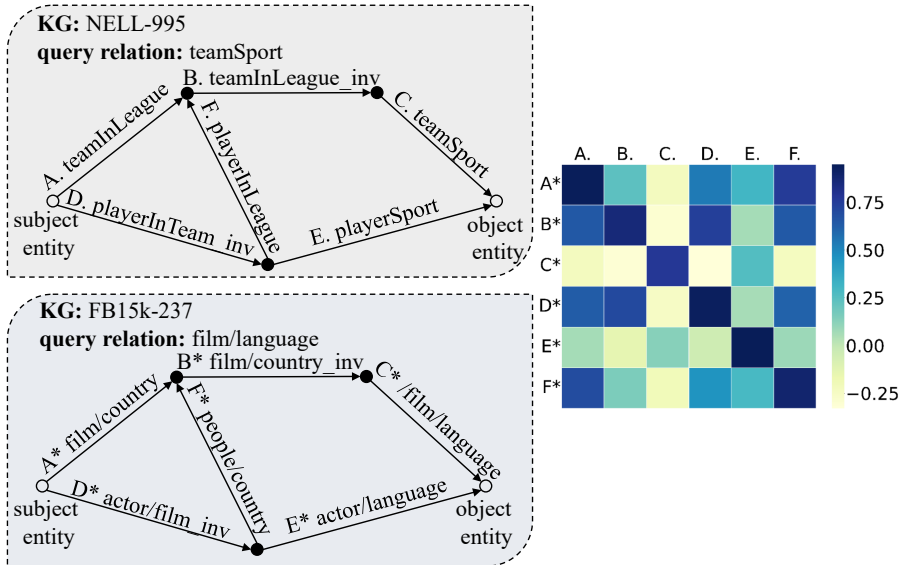 KG: NELL-995
query relation: teamSport
B. teamInLeague_inv
A. teamInLeague
F. playerInLeague
C. teamSport
D. playerInTeam_inv
E. playerSport
subject
entity
object
entity
KG: FB15k-237
query relation: film/language
B* film/country_inv
A* film/country
F* people/country
C* /film/language
D* actor/film_inv
E* actor/language
subject
entity
object
entity
A. B. C. D. E. F.
A*
B*
C*
D*
E*
F*
0.75
0.50
0.25
0.00
−0.25